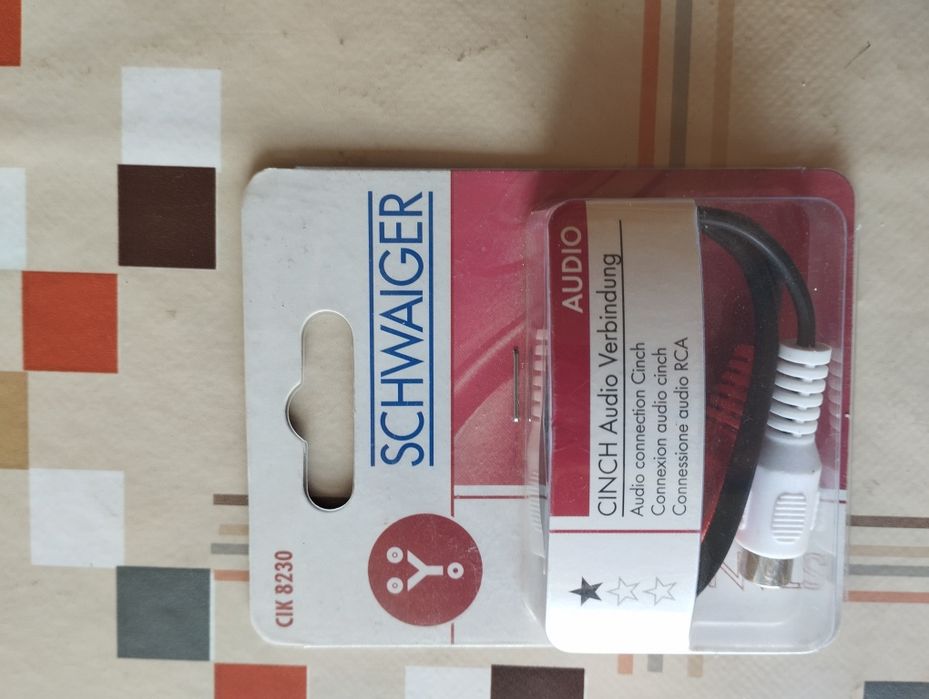 CIK 8230
SCHWAIGER
AUDIO
CINCH Audio Verbindung
Audio connection Cinch
Connexion audio cinch
Connessione audio RCA